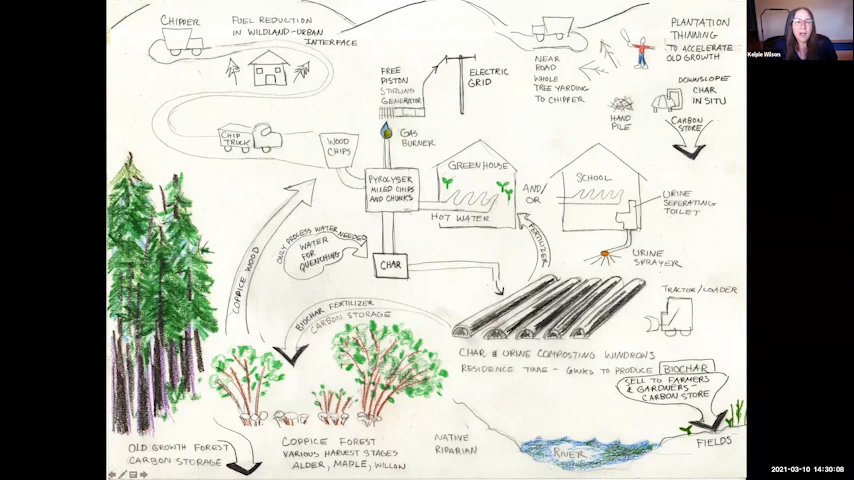 CHIPPER
FUEL REDUCTION
IN WILDLAND-URBAN
INTERFACE
NEAR
ROAD
WHOLE
TREE YARDING
TO CHIPPER
PLANTATION
THINNING
TO ACCELERATE
OLD GROWTH
Kelpie Wilson
DOWNSLOPE
CHAR
IN SITU
HAND
PILE
CARBON
STORE
FREE
PISTON
STIRLING
GENERATOR
ELECTRIC
GRID
GAS
BURNER
CHIP
TRUCK
WOOD
CHIPS
PYROLYSER
MIXED CHIPS
AND CHUNKS
GREENHOUSE
HOT WATER
AND/
OR
SCHOOL
URINE
SEPERATING
TOILET
URINE
SPRAYER
FERTILIZER
ONLY PROCESS WATER NEEDED
WATER
FOR
QUENCHING
CHAR
COPPICE WOOD
BIOCHAR FERTILIZER
CARBON STORAGE
TRACTOR/LOADER
CHAR & URINE COMPOSTING WINDROWS
RESIDENCE TIME - 6WKS TO PRODUCE BIOCHAR
SELL TO FARMERS
& GARDNERS -
CARBON STORE
FIELDS
OLD GROWTH FOREST
CARBON STORAGE
COPPICE FOREST
VARIOUS HARVEST STAGES
ALDER, MAPLE, WILLOW
NATIVE
RIPARIAN
RIVER
2021-03-10 14:30:08